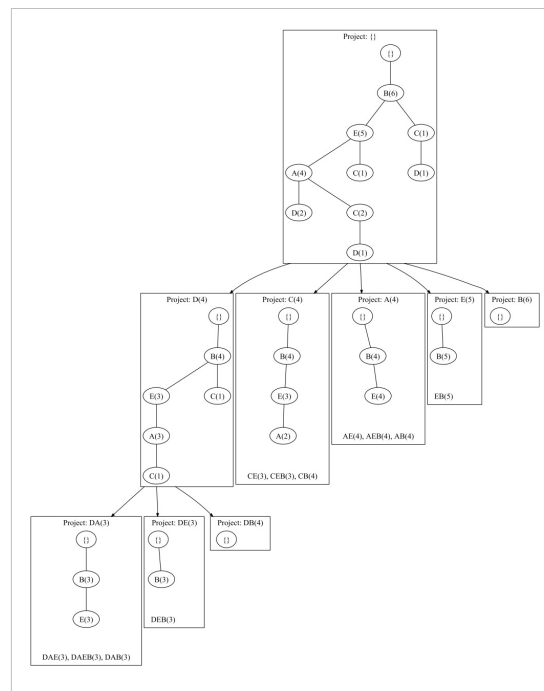 Project: {}
{}
B(6)
E(5) C(1)
A(4) C(1) D(1)
D(2) C(2)
D(1)
Project: D(4) Project: C(4) Project: A(4) Project: E(5) Project: B(6)
{} {} {} {} {}
B(4) B(4) B(4) B(5)
E(3) C(1) E(3) E(4)
EB(5)
A(3) A(2)
AE(4), AEB(4), AB(4)
C(1) CE(3), CEB(3), CB(4)
Project: DA(3) Project: DE(3) Project: DB(4)
{} {} {}
B(3) B(3)
E(3) DEB(3)
DAE(3), DAEB(3), DAB(3)